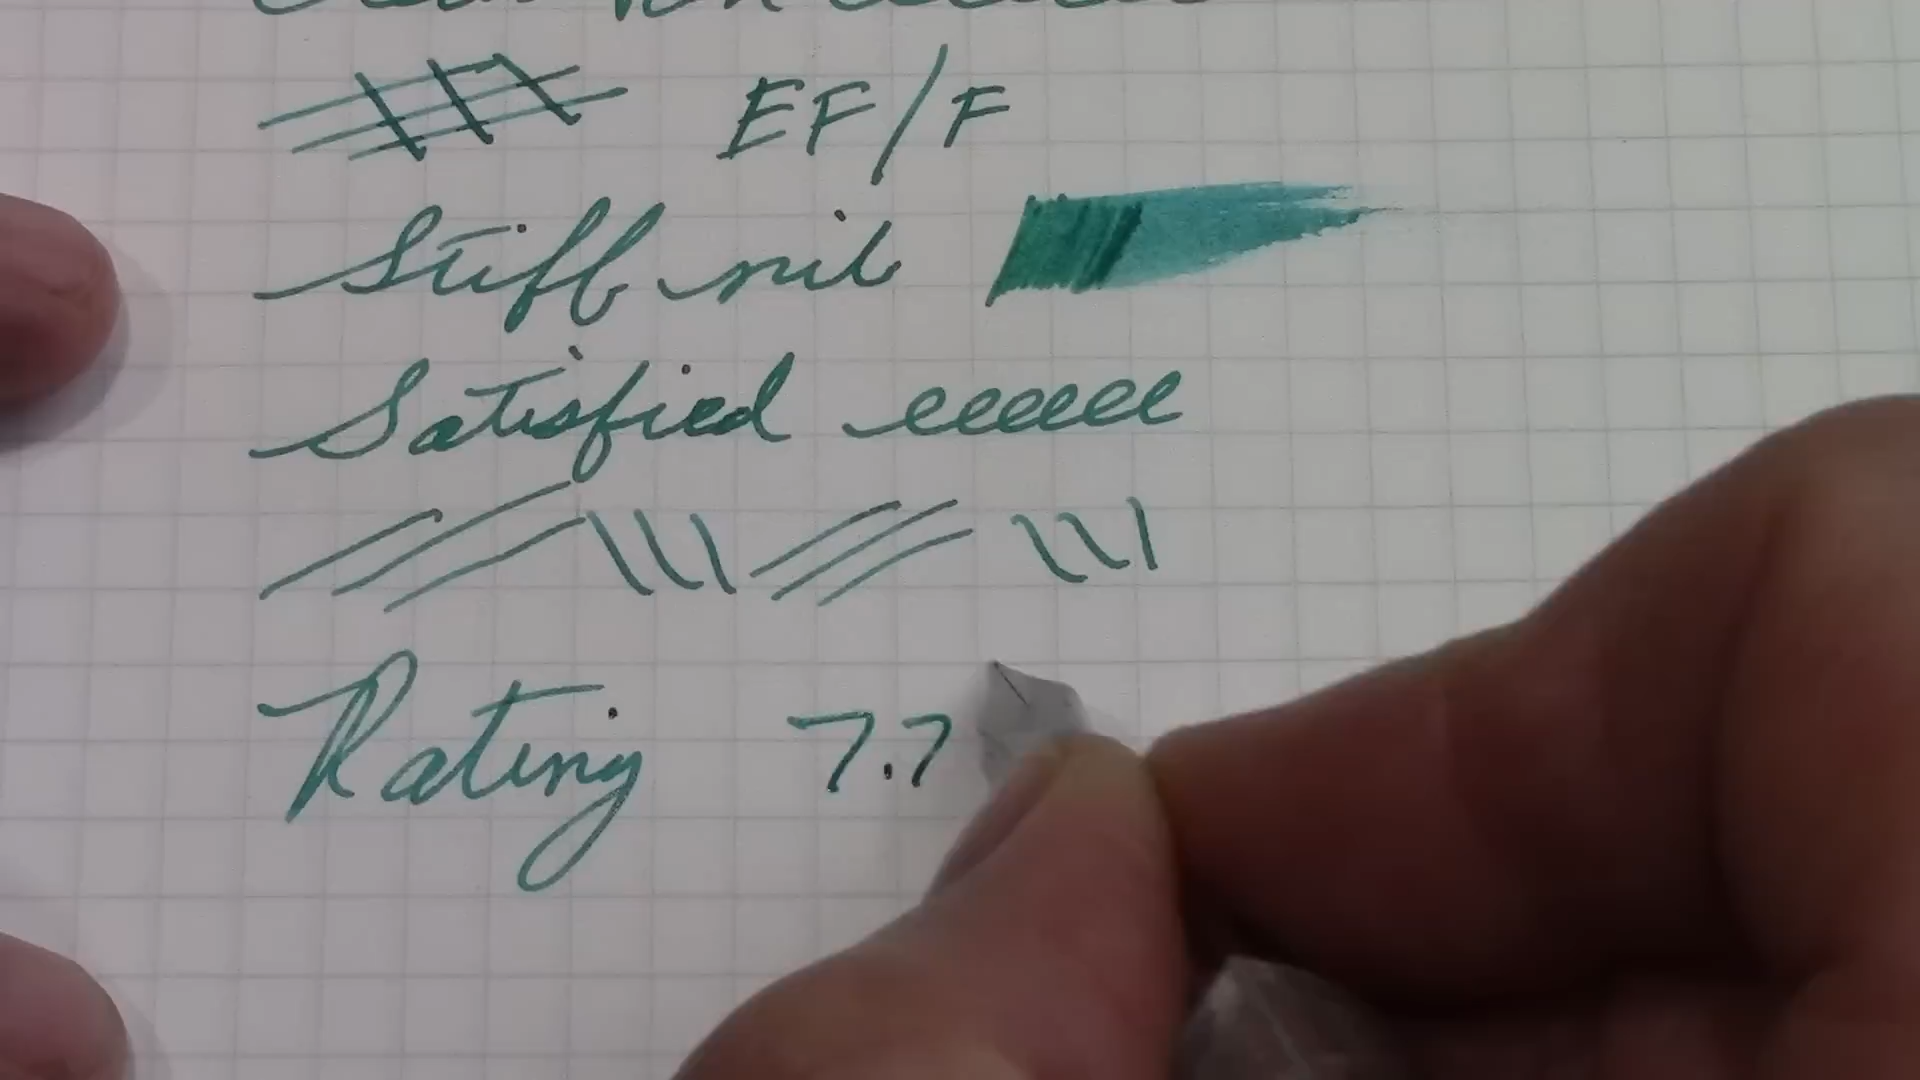 EF/F
Stiff nib
Satisfied eeeeee
Rating 7.7